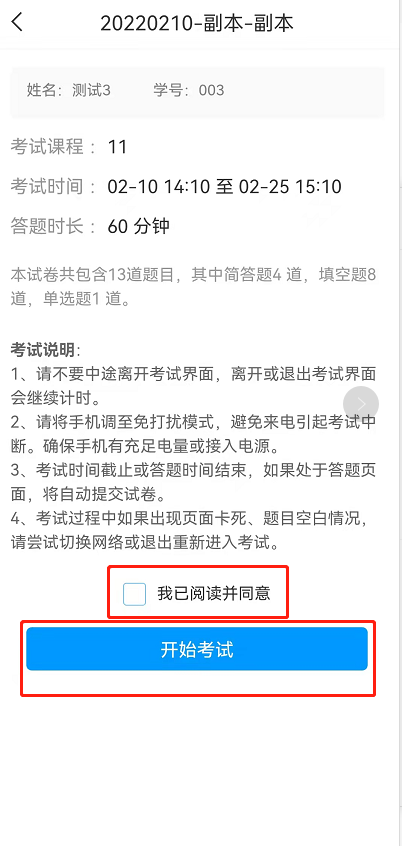 20220210-副本-副本
姓名：测试3 学号：003
考试课程 ：11
考试时间 ：02-10 14:10 至 02-25 15:10
答题时长 ：60 分钟
本试卷共包含13道题目，其中简答题4 道，填空题8
道，单选题1 道。
考试说明：
1、请不要中途离开考试界面，离开或退出考试界面
会继续计时。
2、请将手机调至免打扰模式，避免来电引起考试中
断。确保手机有充足电量或接入电源。
3、考试时间截止或答题时间结束，如果处于答题页
面，将自动提交试卷。
4、考试过程中如果出现页面卡死、题目空白情况，
请尝试切换网络或退出重新进入考试。
我已阅读并同意
开始考试